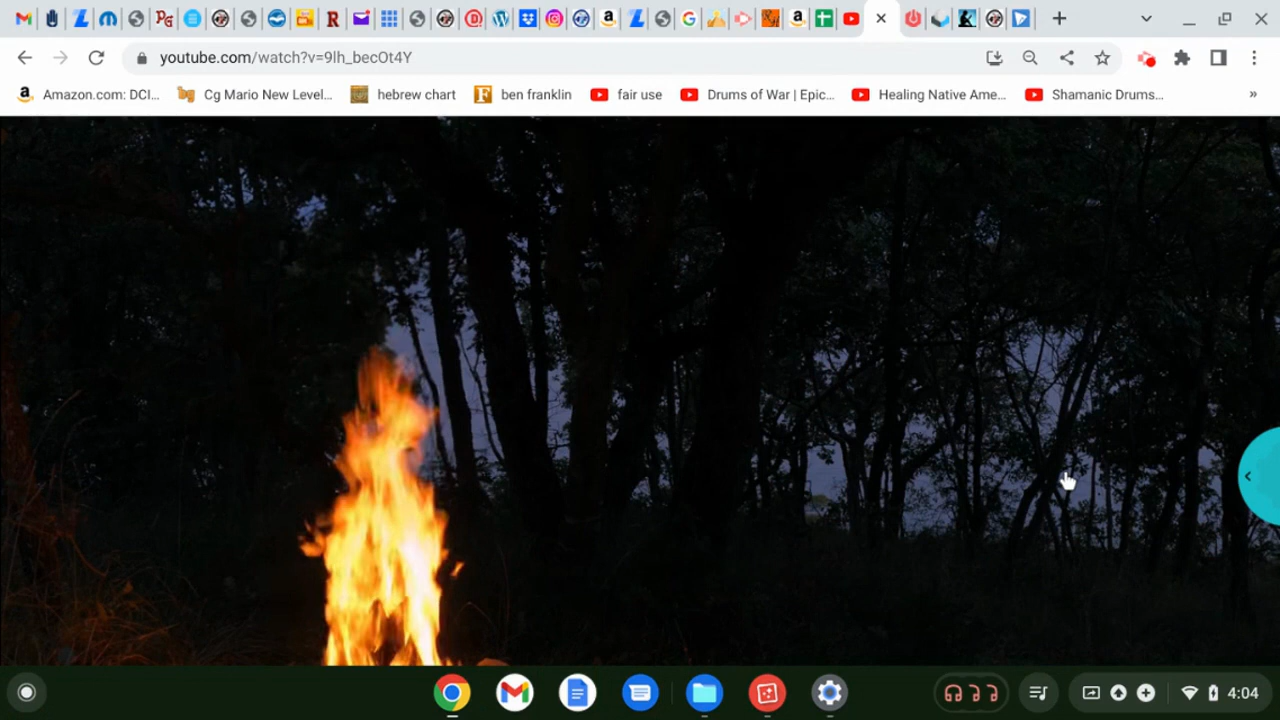 youtube.com/watch?v=9lh_becOt4Y
Amazon.com: DCI...
Cg Mario New Level...
hebrew chart
ben franklin
fair use
Drums of War | Epic...
Healing Native Ame...
Shamanic Drums...
4:04